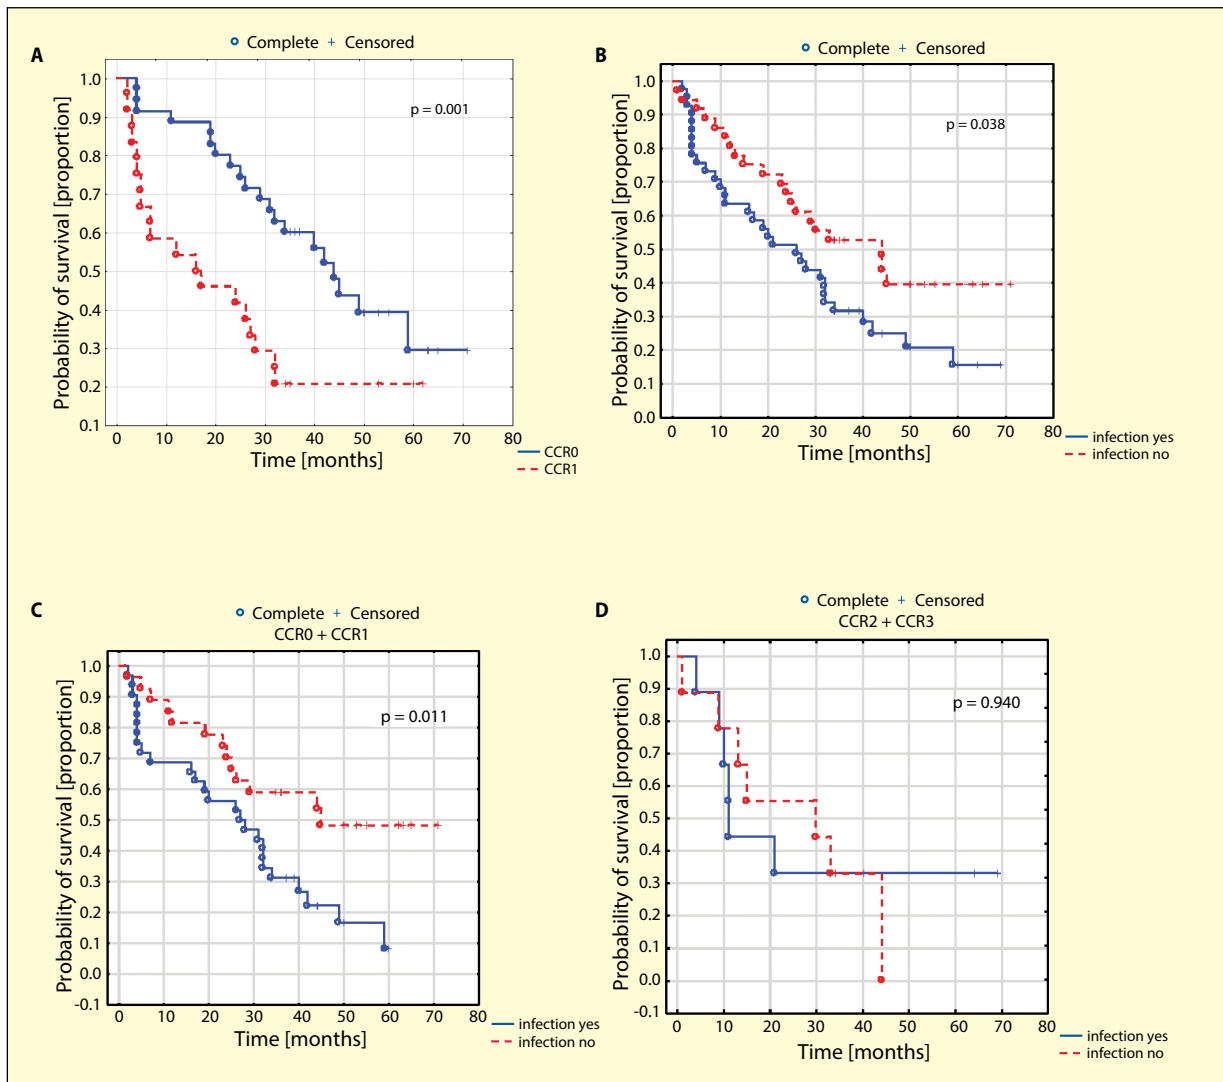 A
Complete + Censored
p = 0.001
Probability of survival [proportion]
1.0
0.9
0.8
0.7
0.6
0.5
0.4
0.3
0.2
0.1
0 10 20 30 40 50 60 70 80
Time [months]
CCR0
CCR1
B
Complete + Censored
p = 0.038
Probability of survival [proportion]
1.0
0.9
0.8
0.7
0.6
0.5
0.4
0.3
0.2
0.1
0.0
0 10 20 30 40 50 60 70 80
Time [months]
infection yes
infection no
C
Complete + Censored
CCR0 + CCR1
p = 0.011
Probability of survival [proportion]
1.0
0.9
0.8
0.7
0.6
0.5
0.4
0.3
0.2
0.1
0.0
-0.1
0 10 20 30 40 50 60 70 80
Time [months]
infection yes
infection no
D
Complete + Censored
CCR2 + CCR3
p = 0.940
Probability of survival [proportion]
1.0
0.9
0.8
0.7
0.6
0.5
0.4
0.3
0.2
0.1
0.0
-0.1
0 10 20 30 40 50 60 70 80
Time [months]
infection yes
infection no